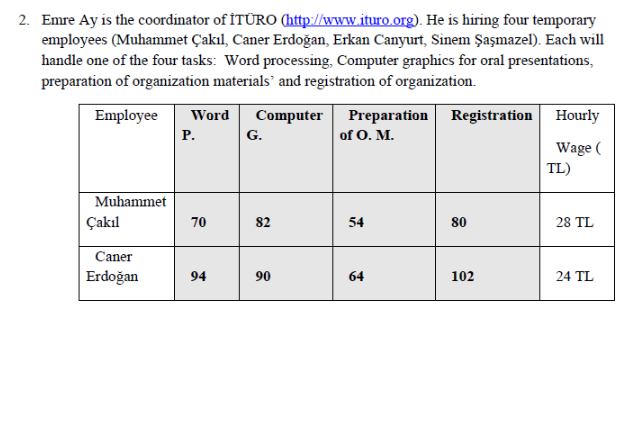 2. Emre Ay is the coordinator of İTÜRO (http://www.ituro.org). He is hiring four temporary
employees (Muhammet Çakıl, Caner Erdoğan, Erkan Canyurt, Sinem Şaşmazel). Each will
handle one of the four tasks: Word processing, Computer graphics for oral presentations,
preparation of organization materials’ and registration of organization.
Employee Word Computer Preparation Registration Hourly
P. G. of O. M.
Wage (
TL)
Muhammet
Çakıl 70 82 54 80 28 TL
Caner
Erdoğan 94 90 64 102 24 TL